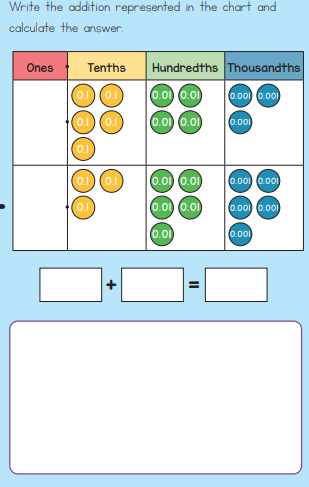 Write the addition represented in the chart and
calculate the answer.
Ones Tenths Hundredths Thousandths
0.1 0.1 0.01 0.01 0.001 0.001
0.1 0.1 0.01 0.01 0.001
0.1
0.1 0.1 0.01 0.01 0.001 0.001
0.1 0.01 0.01 0.001 0.001
0.01 0.001
+ =